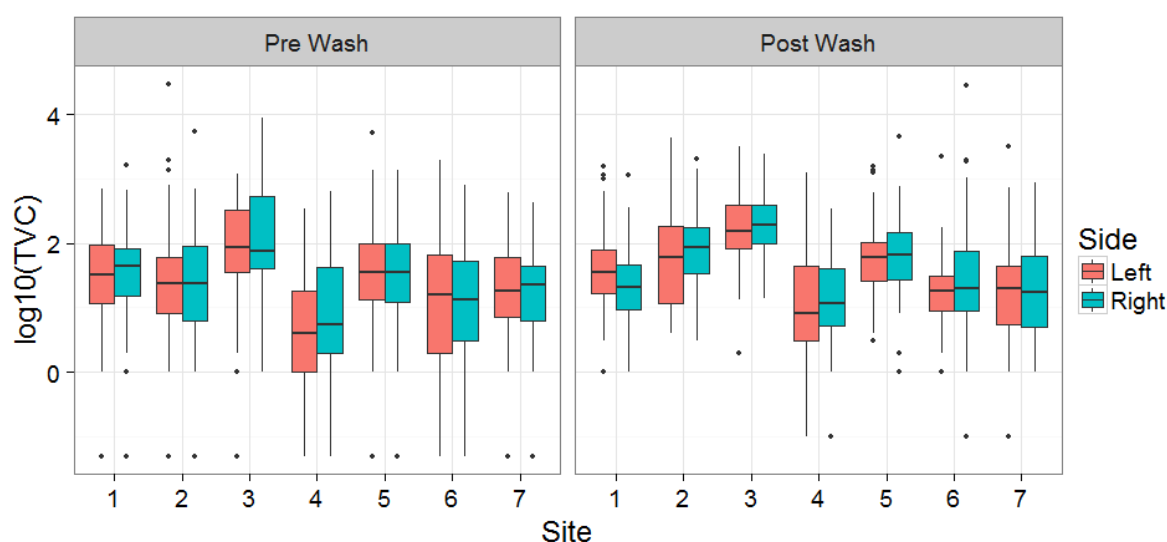 Pre Wash
Post Wash
log10(TVC)
4
2
0
1 2 3 4 5 6 7
1 2 3 4 5 6 7
Site
Side
Left
Right